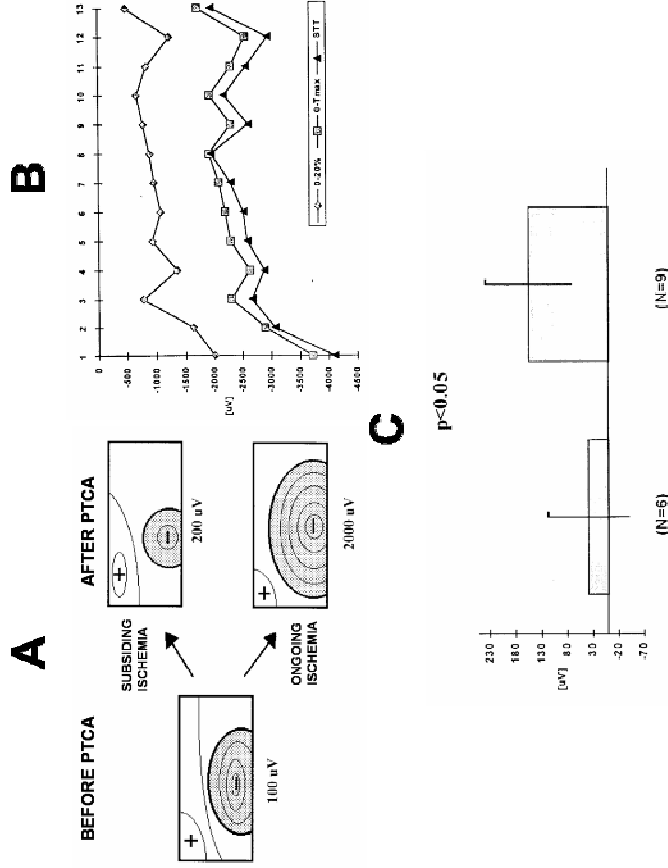 A
BEFORE PTCA
AFTER PTCA
+
−
100 uV
SUBSIDING
ISCHEMIA
+
−
200 uV
ONGOING
ISCHEMIA
+
−
2000 uV
B
1 2 3 4 5 6 7 8 9 10 11 12 13
0
-500
-1000
-1500
-2000
-2500
-3000
-3500
-4000
-4500
[uV]
0-20% 0-Tmax STT
C
p<0.05
230
180
130
80
30
-20
-70
[uV]
(N=6) (N=9)